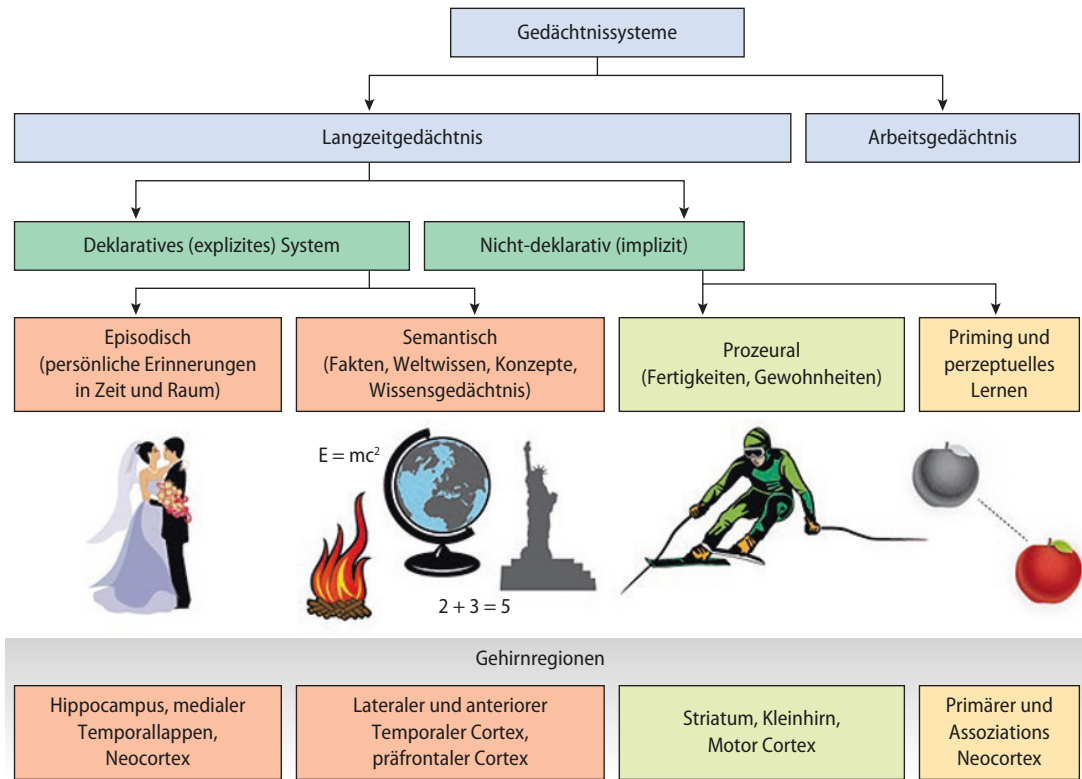 Gedächtnissysteme
Langzeitgedächtnis
Arbeitsgedächtnis
Deklaratives (explizites) System
Nicht-deklarativ (implizit)
Episodisch
(persönliche Erinnerungen
in Zeit und Raum)
Semantisch
(Fakten, Weltwissen, Konzepte,
Wissensgedächtnis)
Prozeural
(Fertigkeiten, Gewohnheiten)
Priming und
perzeptuelles
Lernen
E = mc²
2 + 3 = 5
Gehirnregionen
Hippocampus, medialer
Temporallappen,
Neocortex
Lateraler und anteriorer
Temporaler Cortex,
präfrontaler Cortex
Striatum, Kleinhirn,
Motor Cortex
Primärer und
Assoziations
Neocortex